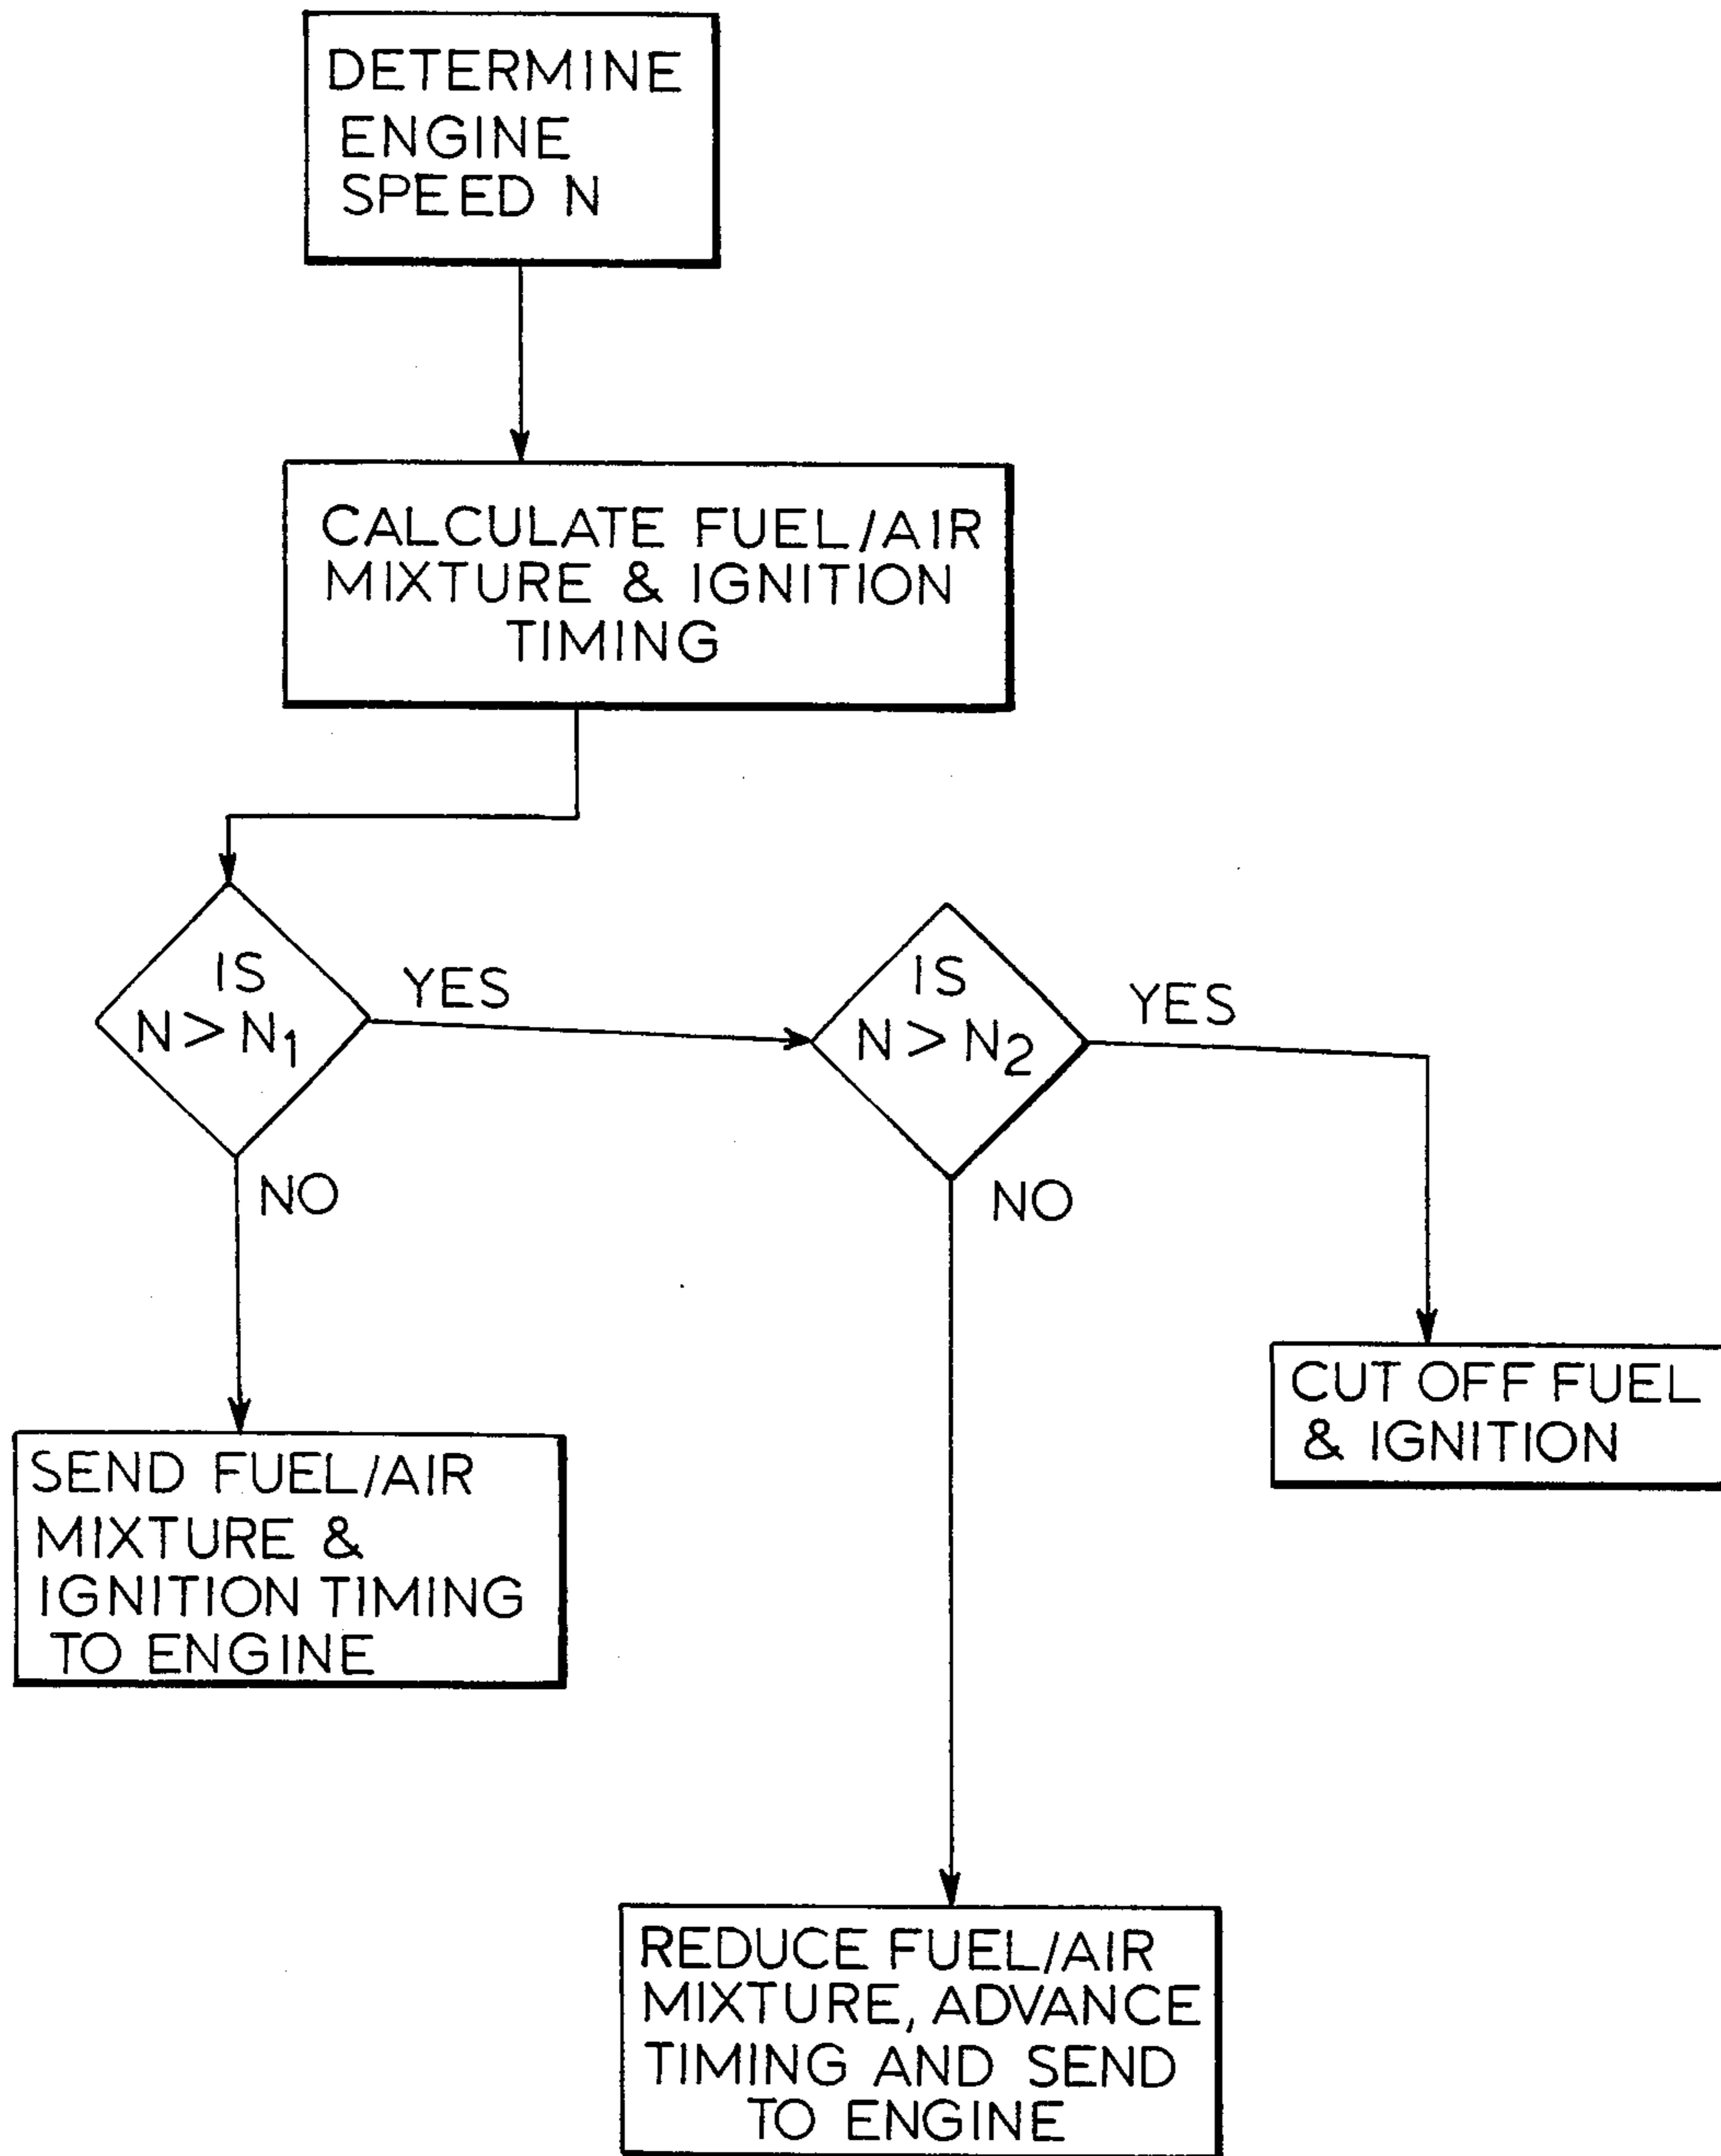 DETERMINE
ENGINE
SPEED N
CALCULATE FUEL/AIR
MIXTURE & IGNITION
TIMING
IS
N > N1
YES
NO
IS
N > N2
YES
NO
SEND FUEL/AIR
MIXTURE &
IGNITION TIMING
TO ENGINE
CUT OFF FUEL
& IGNITION
REDUCE FUEL/AIR
MIXTURE, ADVANCE
TIMING AND SEND
TO ENGINE